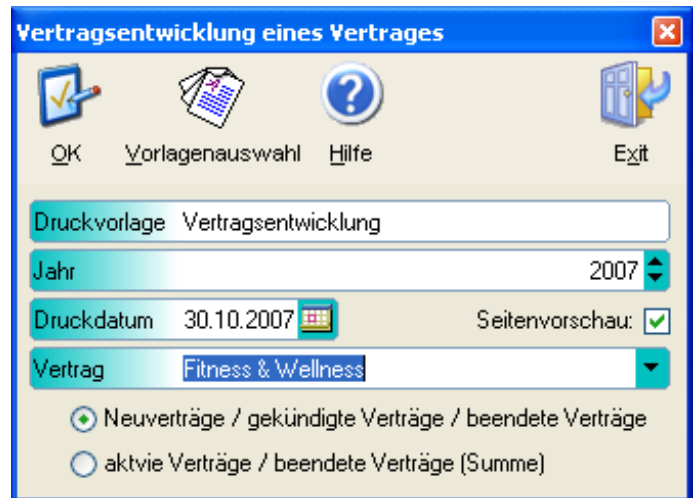 Vertragsentwicklung eines Vertrages
OK Vorlagenauswahl Hilfe Exit
Druckvorlage Vertragsentwicklung
Jahr 2007
Druckdatum 30.10.2007 Seitenvorschau:
Vertrag Fitness & Wellness
Neuverträge / gekündigte Verträge / beendete Verträge
aktvie Verträge / beendete Verträge (Summe)